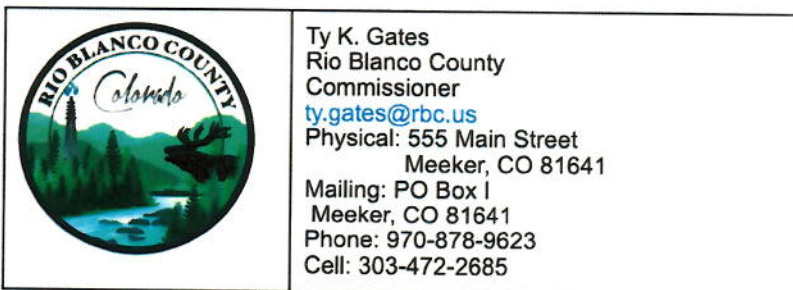 RIO BLANCO COUNTY
Colorado
Ty K. Gates
Rio Blanco County
Commissioner
ty.gates@rbc.us
Physical: 555 Main Street
Meeker, CO 81641
Mailing: PO Box I
Meeker, CO 81641
Phone: 970-878-9623
Cell: 303-472-2685